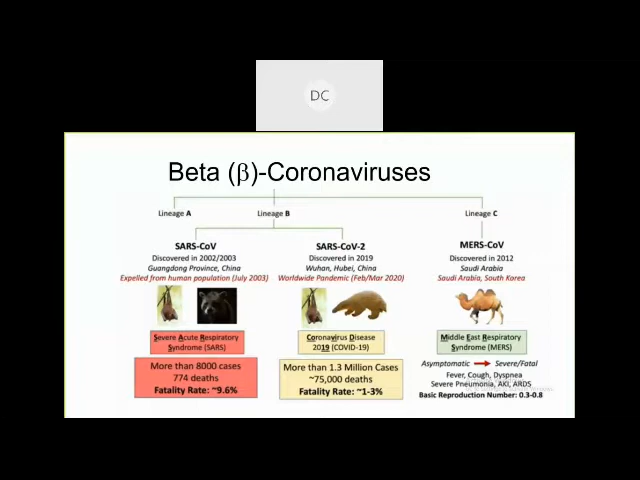 DC
Beta (β)-Coronaviruses
Lineage A
Lineage B
Lineage C
SARS-CoV
Discovered in 2002/2003
Guangdong Province, China
Expelled from human population (July 2003)
Severe Acute Respiratory
Syndrome (SARS)
More than 8000 cases
774 deaths
Fatality Rate: ~9.6%
SARS-CoV-2
Discovered in 2019
Wuhan, Hubei, China
Worldwide Pandemic (Feb/Mar 2020)
Coronavirus Disease
2019 (COVID-19)
More than 1.3 Million Cases
~75,000 deaths
Fatality Rate: ~1-3%
MERS-CoV
Discovered in 2012
Saudi Arabia
Saudi Arabia, South Korea
Middle East Respiratory
Syndrome (MERS)
Asymptomatic → Severe/Fatal
Fever, Cough, Dyspnea
Severe Pneumonia, AKI, ARDS
Basic Reproduction Number: 0.3-0.8